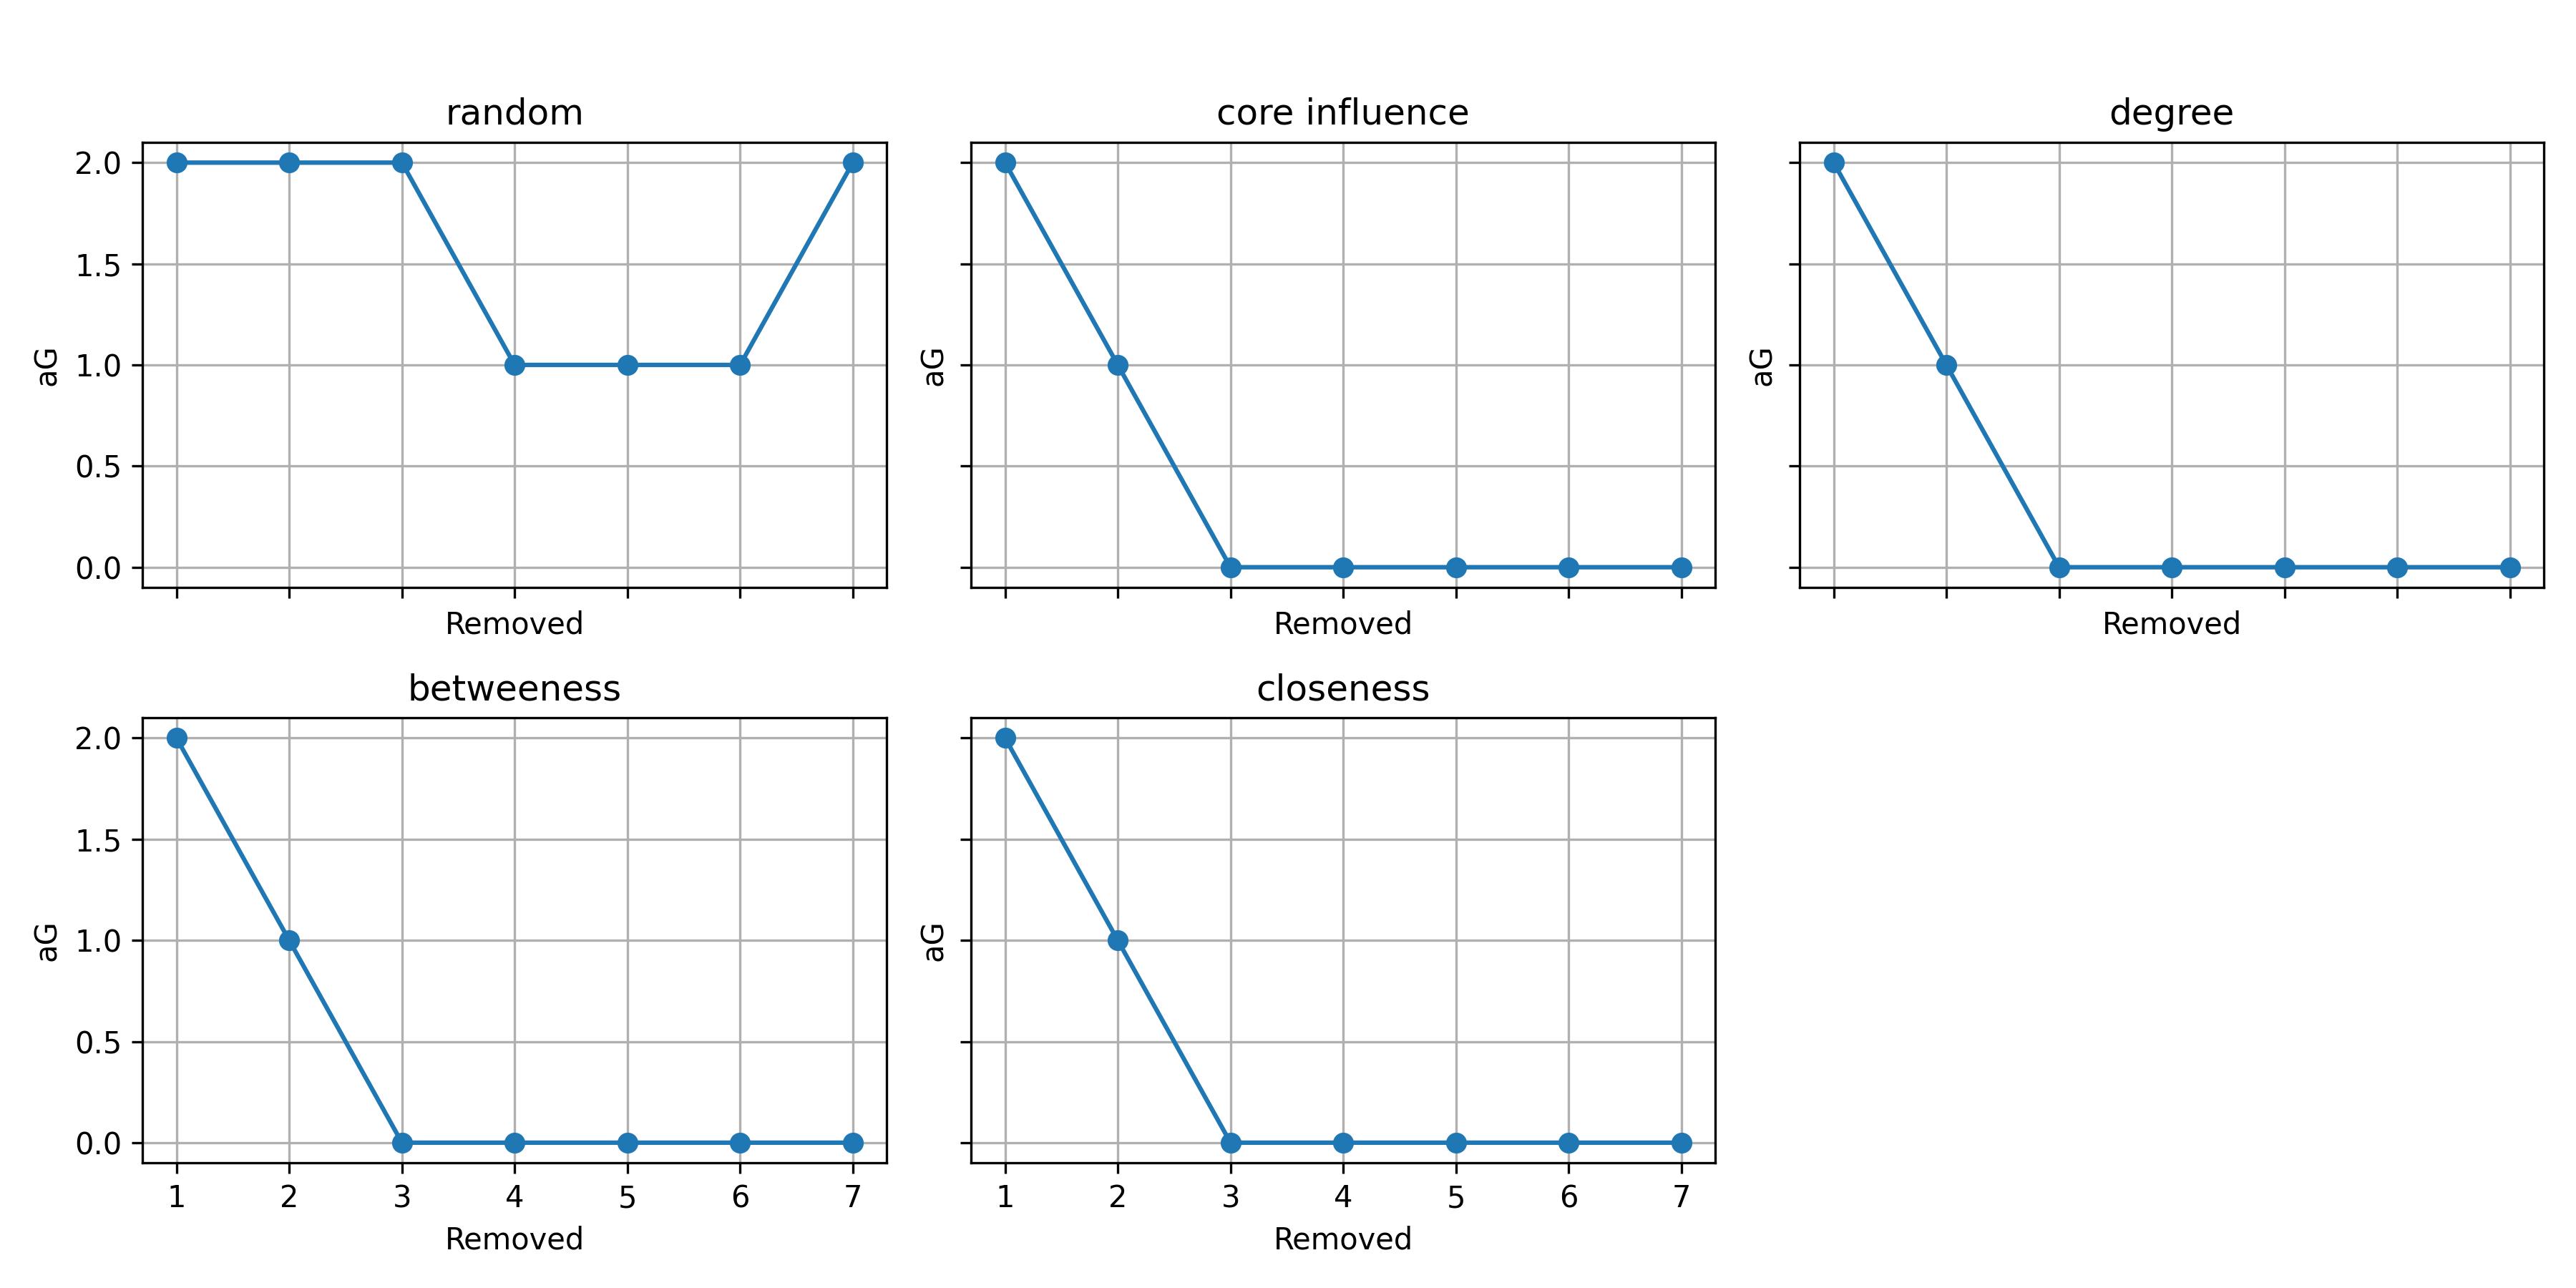 random
core influence
degree
2.0
1.5
1.0
0.5
0.0
aG
aG
aG
Removed
Removed
Removed
betweeness
closeness
2.0
1.5
1.0
0.5
0.0
aG
aG
1 2 3 4 5 6 7
1 2 3 4 5 6 7
Removed
Removed